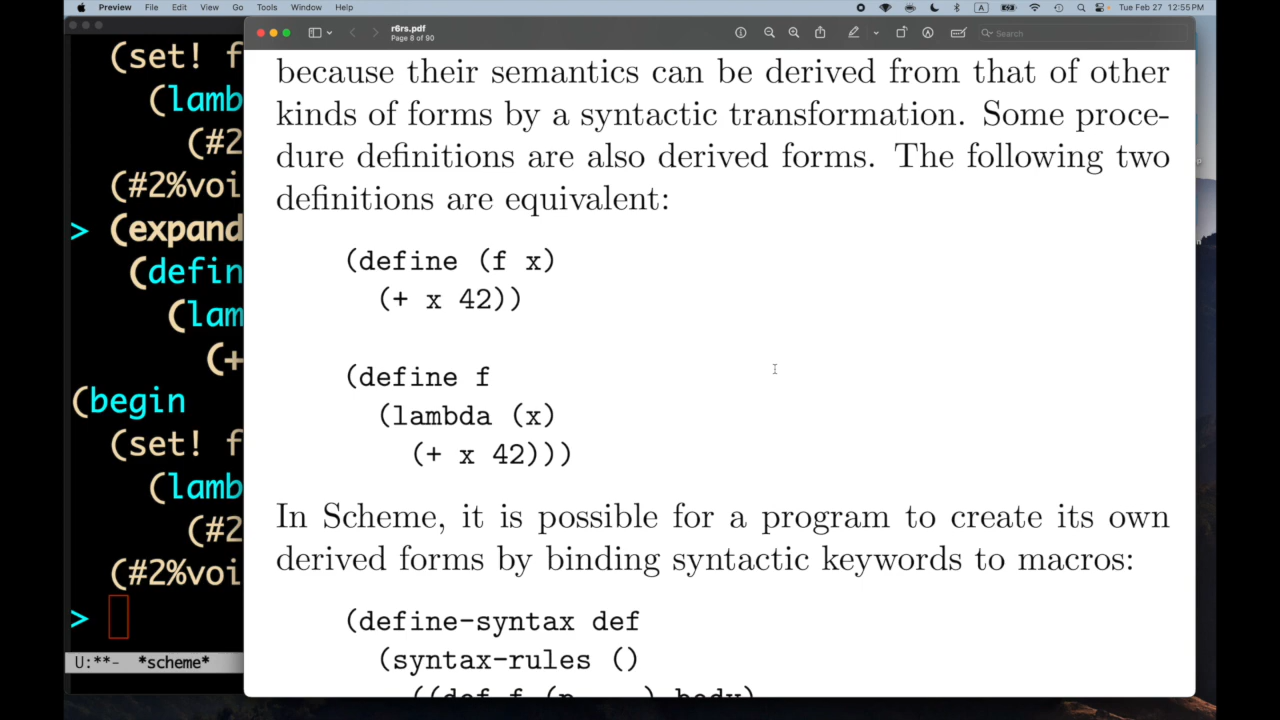 Preview File Edit View Go Tools Window Help
A
Tue Feb 27 12:55 PM
r6rs.pdf
Page 8 of 90
Search
(set! f
(lamb
(#2
(#2%voi
> (expand
(defin
(lam
(+
(begin
(set! f
(lamb
(#2
(#2%voi
>
U:**- *scheme*
because their semantics can be derived from that of other
kinds of forms by a syntactic transformation. Some proce-
dure definitions are also derived forms. The following two
definitions are equivalent:
(define (f x)
(+ x 42))
(define f
(lambda (x)
(+ x 42)))
In Scheme, it is possible for a program to create its own
derived forms by binding syntactic keywords to macros:
(define-syntax def
(syntax-rules ()
((def f (p ...) body)